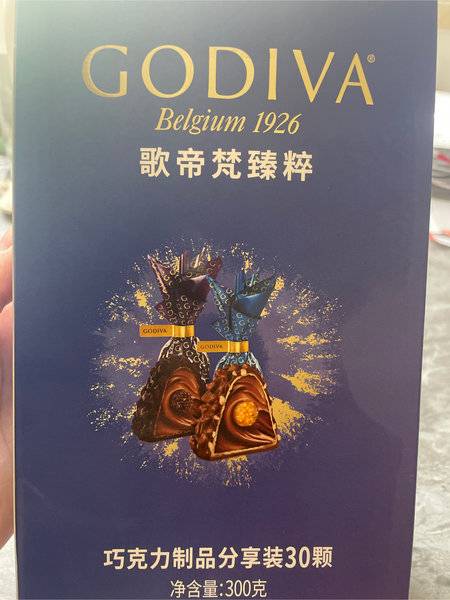 GODIVA®
Belgium 1926
歌帝梵臻粹
GODIVA
GODIVA
巧克力制品分享装30颗
净含量:300克